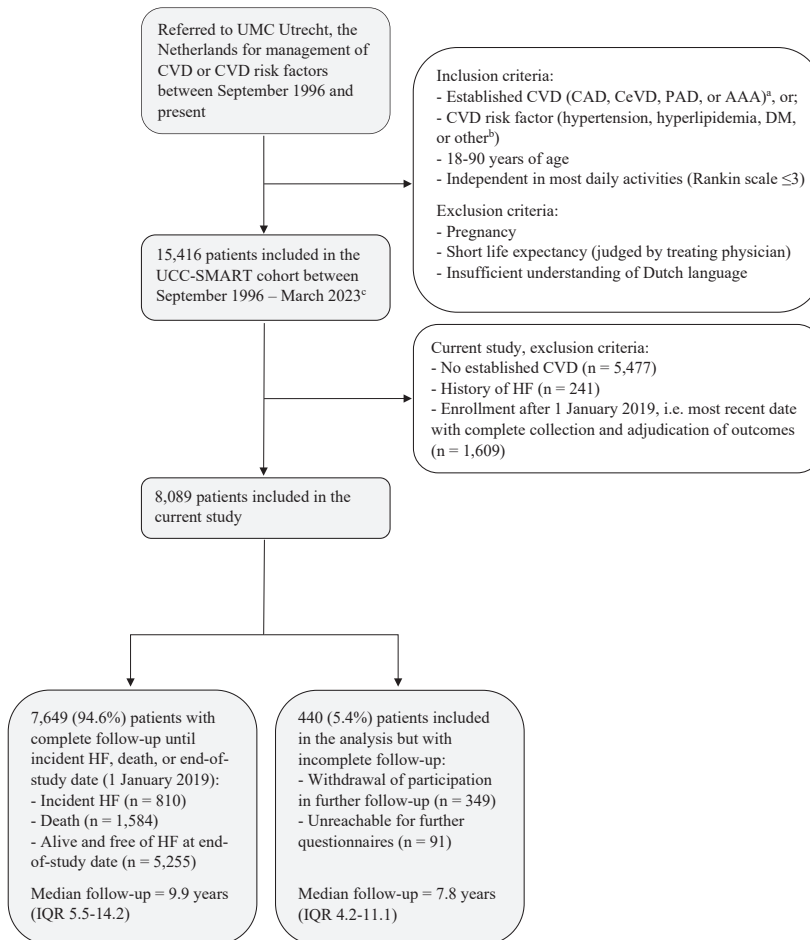 Referred to UMC Utrecht, the
Netherlands for management of
CVD or CVD risk factors
between September 1996 and
present
Inclusion criteria:
- Established CVD (CAD, CeVD, PAD, or AAA)ᵃ, or;
- CVD risk factor (hypertension, hyperlipidemia, DM,
or otherᵇ)
- 18-90 years of age
- Independent in most daily activities (Rankin scale ≤3)
Exclusion criteria:
- Pregnancy
- Short life expectancy (judged by treating physician)
- Insufficient understanding of Dutch language
15,416 patients included in the
UCC-SMART cohort between
September 1996 – March 2023ᶜ
Current study, exclusion criteria:
- No established CVD (n = 5,477)
- History of HF (n = 241)
- Enrollment after 1 January 2019, i.e. most recent date
with complete collection and adjudication of outcomes
(n = 1,609)
8,089 patients included in the
current study
7,649 (94.6%) patients with
complete follow-up until
incident HF, death, or end-of-
study date (1 January 2019):
- Incident HF (n = 810)
- Death (n = 1,584)
- Alive and free of HF at end-
of-study date (n = 5,255)
Median follow-up = 9.9 years
(IQR 5.5-14.2)
440 (5.4%) patients included
in the analysis but with
incomplete follow-up:
- Withdrawal of participation
in further follow-up (n = 349)
- Unreachable for further
questionnaires (n = 91)
Median follow-up = 7.8 years
(IQR 4.2-11.1)